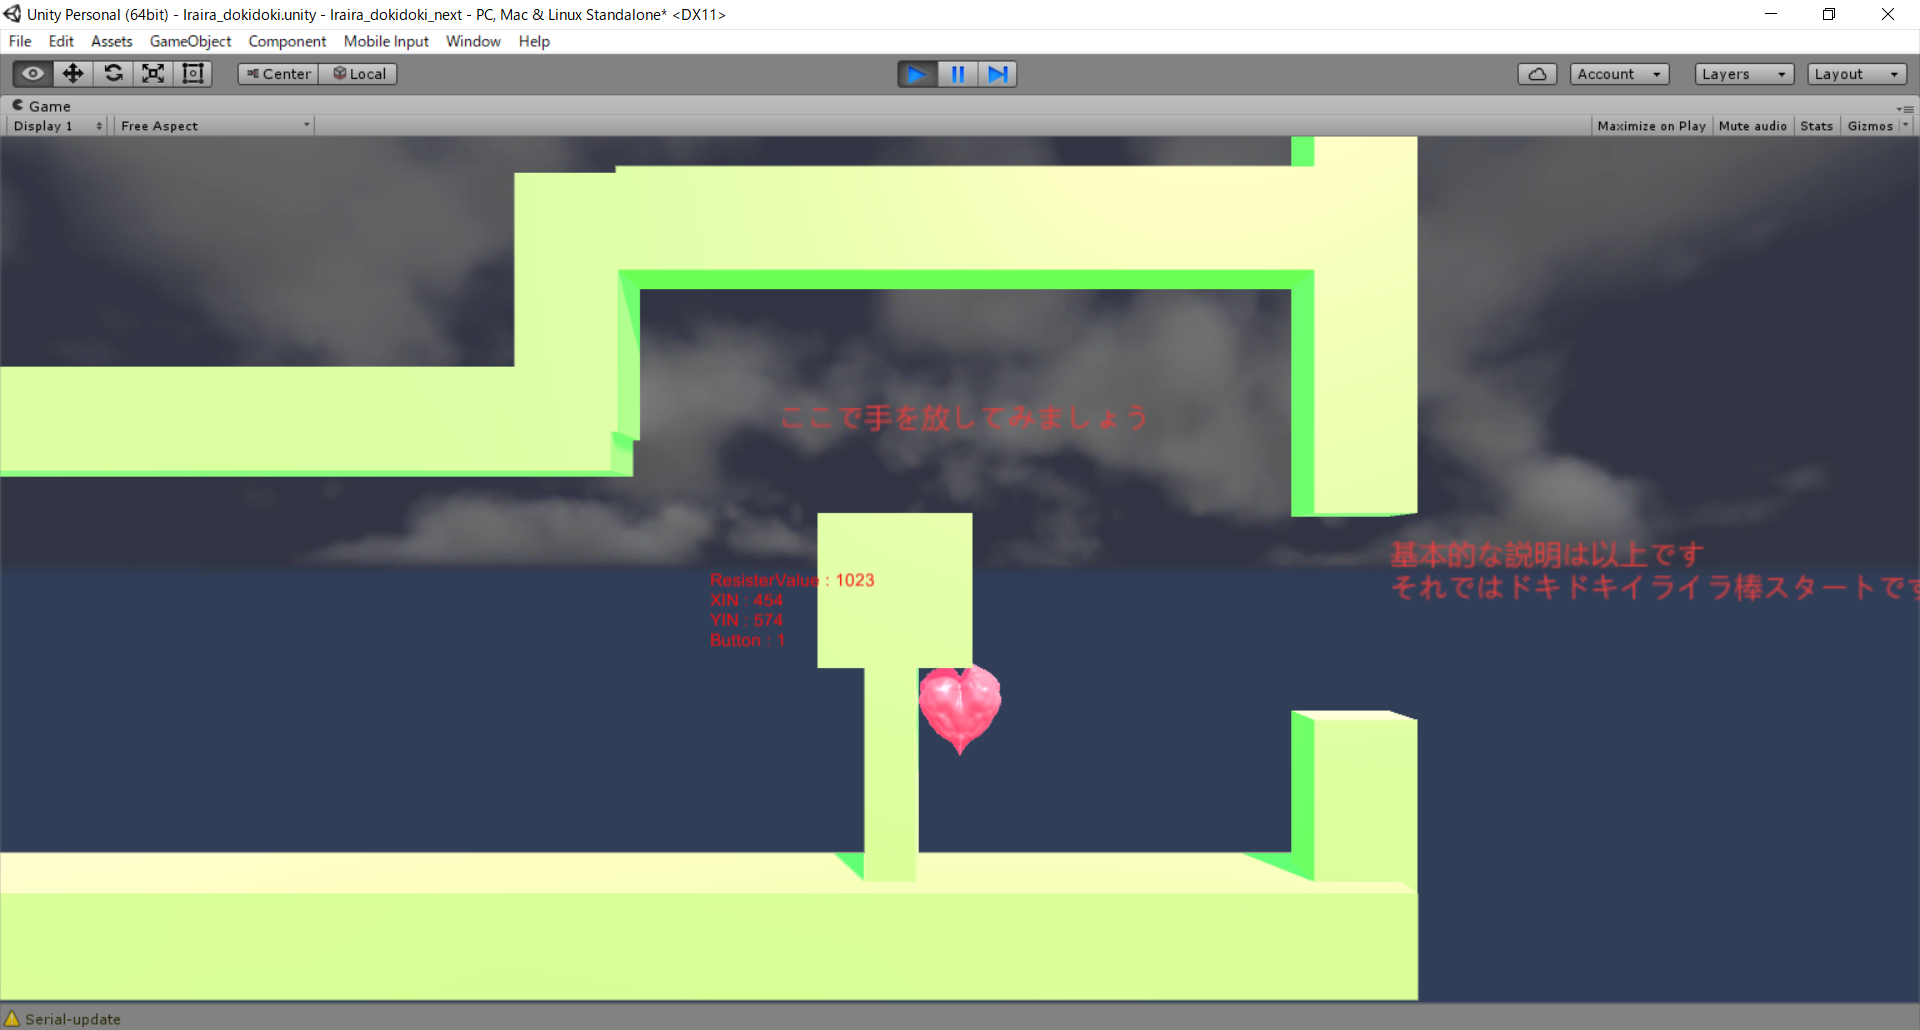 Unity Personal (64bit) - Iraira_dokidoki.unity - Iraira_dokidoki_next - PC, Mac & Linux Standalone* <DX11>
File Edit Assets GameObject Component Mobile Input Window Help
Center Local Account Layers Layout
Game
Display 1 Free Aspect Maximize on Play Mute audio Stats Gizmos
ここで手を放してみましょう
基本的な説明は以上です
それではドキドキイライラ棒スタートです
ResisterValue : 1023
XIN : 454
YIN : 574
Button : 1
Serial-update